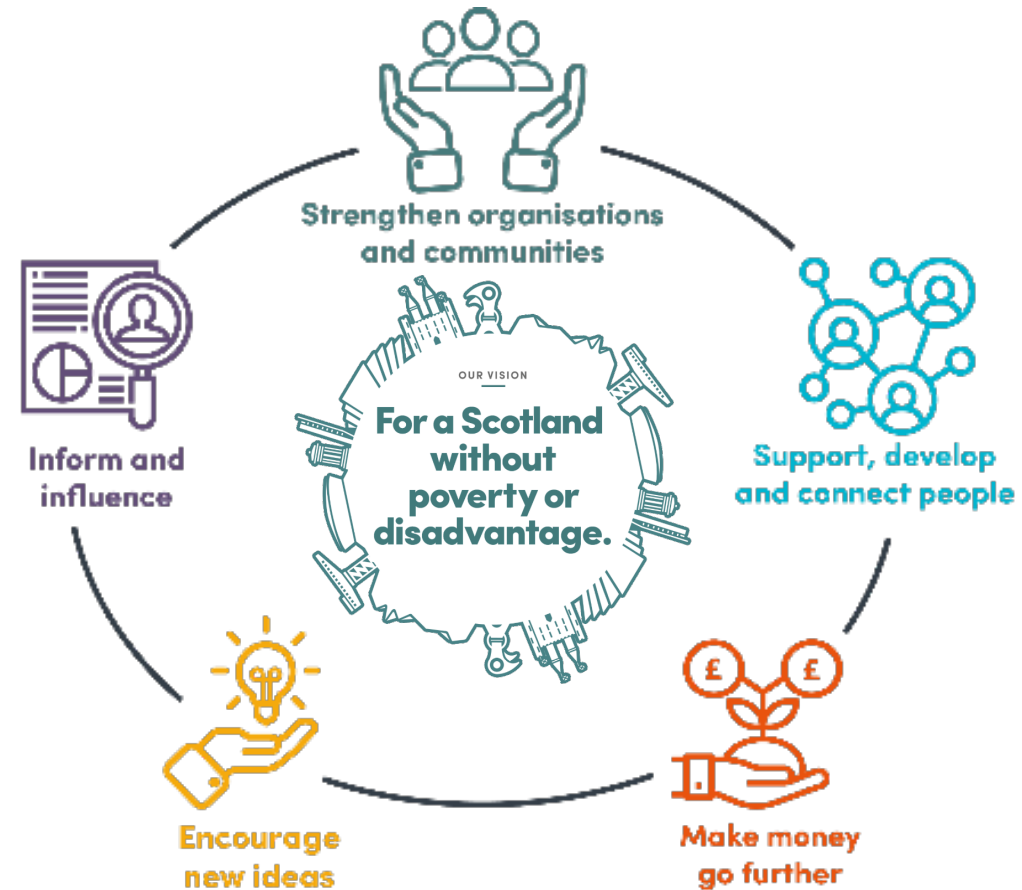 Strengthen organisations
and communities
OUR VISION
For a Scotland
without
poverty or
disadvantage.
Inform and
influence
Support, develop
and connect people
£ £
Encourage
new ideas
Make money
go further